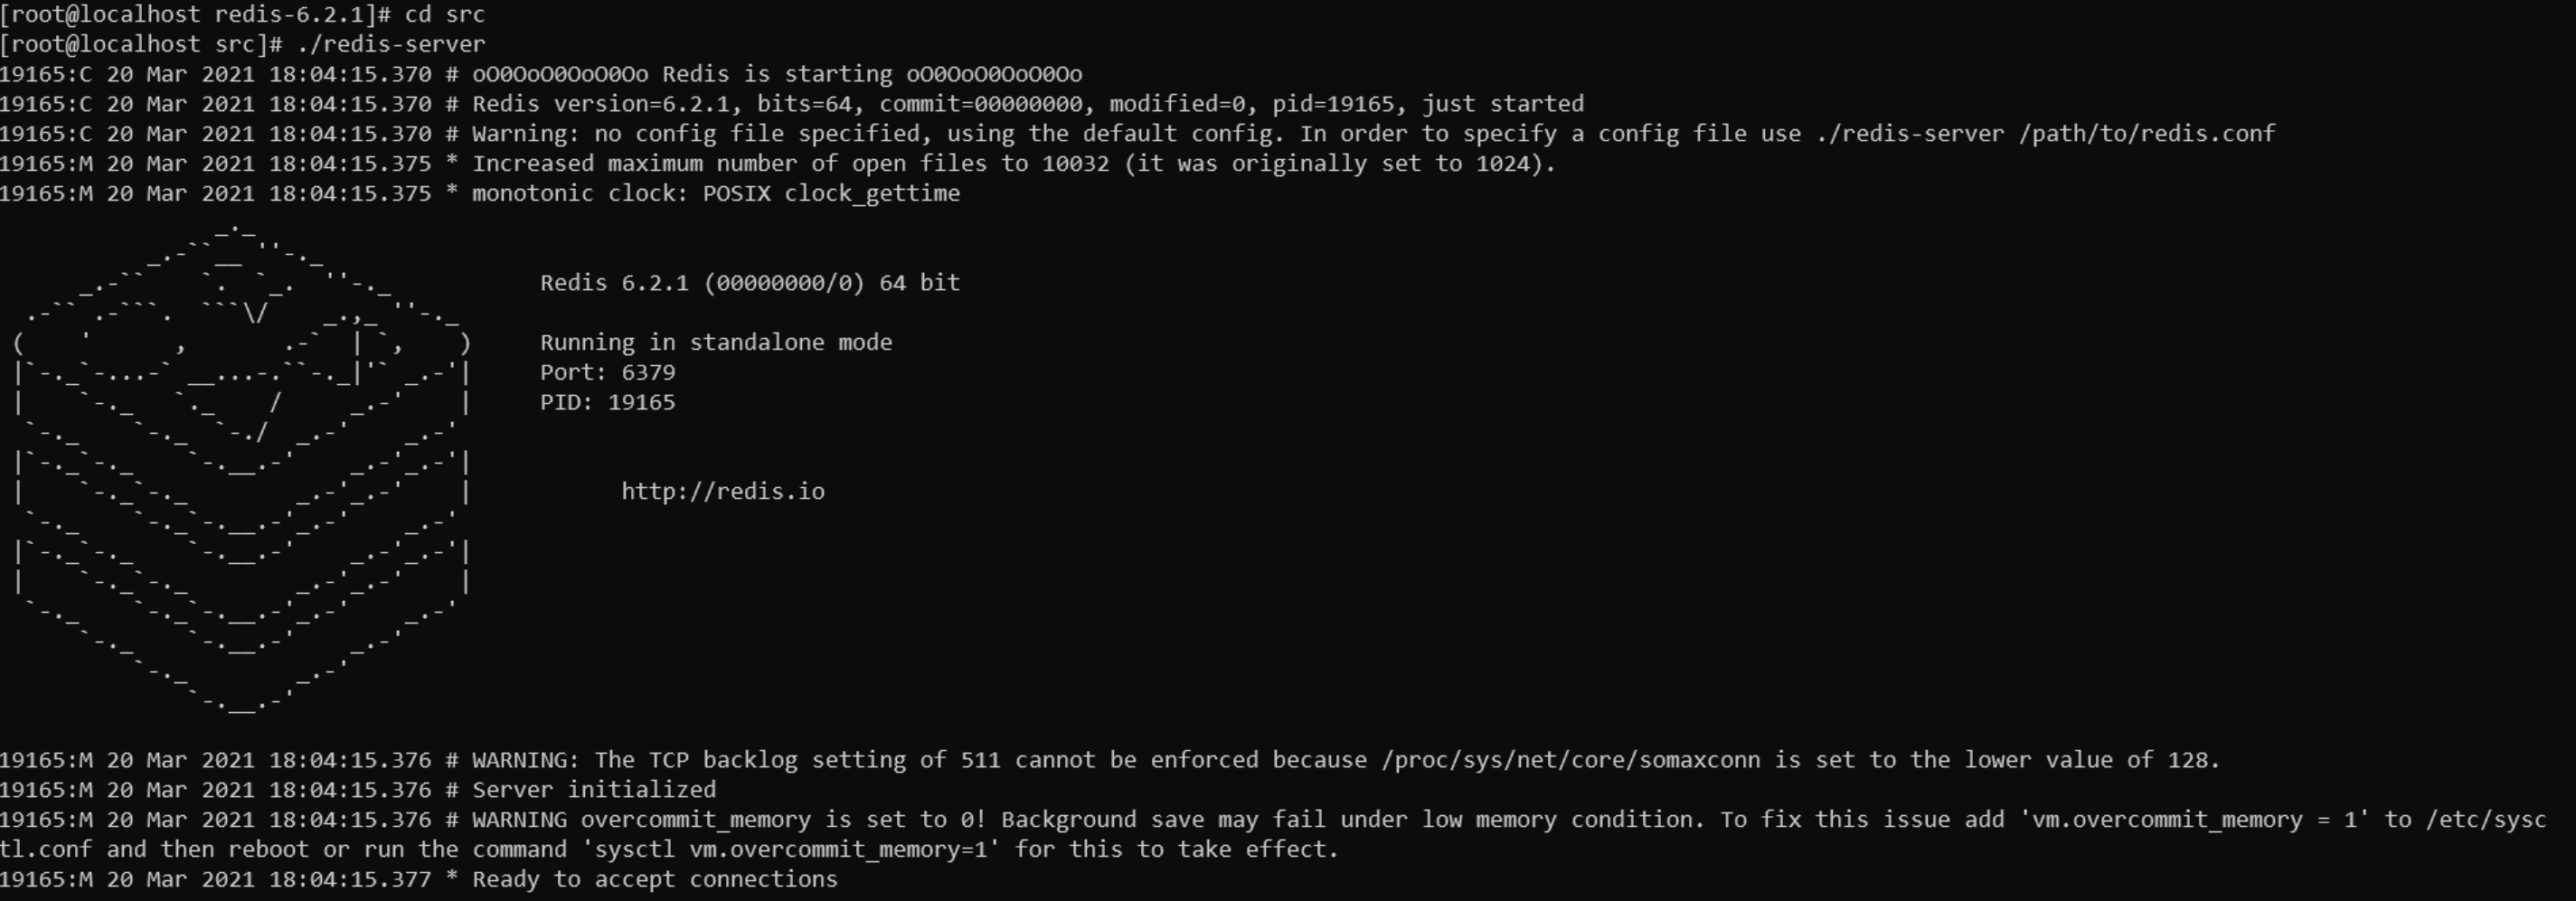 [root@localhost redis-6.2.1]# cd src
[root@localhost src]# ./redis-server
19165:C 20 Mar 2021 18:04:15.370 # oO0OoO0OoO0Oo Redis is starting oO0OoO0OoO0Oo
19165:C 20 Mar 2021 18:04:15.370 # Redis version=6.2.1, bits=64, commit=00000000, modified=0, pid=19165, just started
19165:C 20 Mar 2021 18:04:15.370 # Warning: no config file specified, using the default config. In order to specify a config file use ./redis-server /path/to/redis.conf
19165:M 20 Mar 2021 18:04:15.375 * Increased maximum number of open files to 10032 (it was originally set to 1024).
19165:M 20 Mar 2021 18:04:15.375 * monotonic clock: POSIX clock_gettime
Redis 6.2.1 (00000000/0) 64 bit
Running in standalone mode
Port: 6379
PID: 19165
http://redis.io
19165:M 20 Mar 2021 18:04:15.376 # WARNING: The TCP backlog setting of 511 cannot be enforced because /proc/sys/net/core/somaxconn is set to the lower value of 128.
19165:M 20 Mar 2021 18:04:15.376 # Server initialized
19165:M 20 Mar 2021 18:04:15.376 # WARNING overcommit_memory is set to 0! Background save may fail under low memory condition. To fix this issue add 'vm.overcommit_memory = 1' to /etc/sysc
tl.conf and then reboot or run the command 'sysctl vm.overcommit_memory=1' for this to take effect.
19165:M 20 Mar 2021 18:04:15.377 * Ready to accept connections